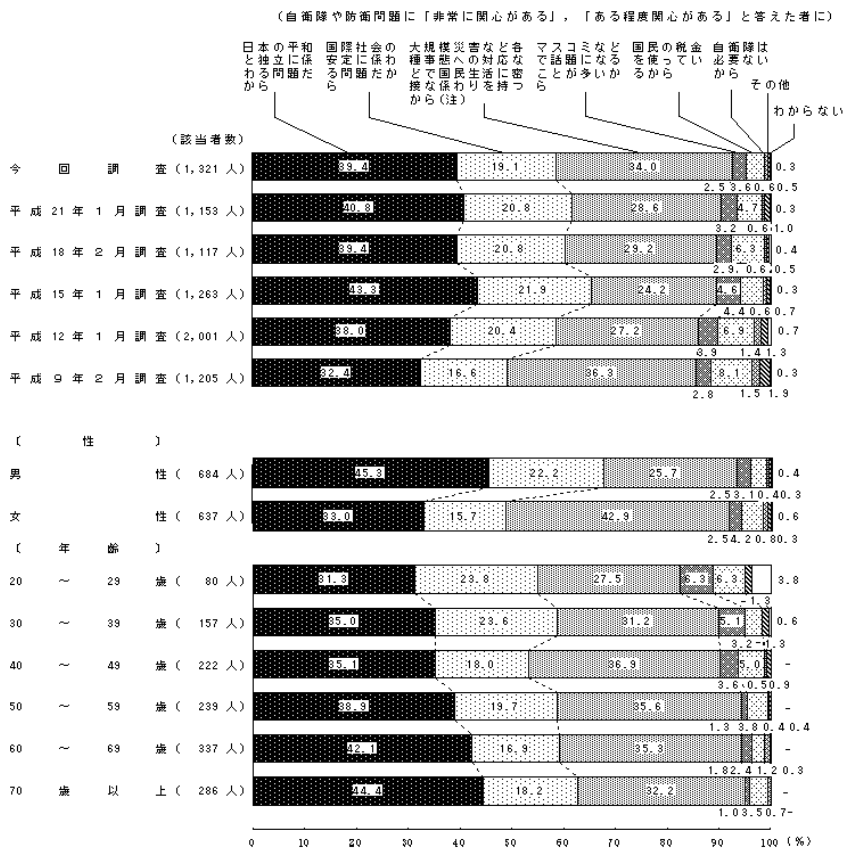 (自衛隊や防衛問題に「非常に関心がある」,「ある程度関心がある」と答えた者に)
日本の平和
と独立に係
わる問題だ
から
国際社会の
安定に係わ
る問題だか
ら
大規模災害など各
種事態への対応な
どで国民生活に密
接な係わりを持つ
から(注)
マスコミなど
で話題になる
ことが多いか
ら
国民の税金
を使ってい
るから
自衛隊は
必要ない
から
その他
わからない
(該当者数)
今回調査(1,321人) 39.4 19.1 34.0 0.3
2.5 3.6 0.6 0.5
平成21年1月調査(1,153人) 40.8 20.8 28.6 4.7 0.3
3.2 0.6 1.0
平成18年2月調査(1,117人) 39.4 20.8 29.2 6.3 0.4
2.9 0.6 0.5
平成15年1月調査(1,263人) 43.3 21.9 24.2 4.6 0.3
4.4 0.6 0.7
平成12年1月調査(2,001人) 38.0 20.4 27.2 6.9 0.7
3.9 1.4 1.3
平成9年2月調査(1,205人) 32.4 16.6 36.3 8.1 0.3
2.8 1.5 1.9
〔性〕
男性(684人) 45.3 22.2 25.7 0.4
2.5 3.1 0.4 0.3
女性(637人) 33.0 15.7 42.9 0.6
2.5 4.2 0.8 0.3
〔年齢〕
20~29歳(80人) 31.3 23.8 27.5 6.3 6.3 3.8
- 1.3
30~39歳(157人) 35.0 23.6 31.2 5.1 0.6
3.2 - 1.3
40~49歳(222人) 35.1 18.0 36.9 5.0 -
3.6 0.5 0.9
50~59歳(239人) 38.9 19.7 35.6 -
1.3 3.8 0.4 0.4
60~69歳(337人) 42.1 16.9 35.3 -
1.8 2.4 1.2 0.3
70歳以上(286人) 44.4 18.2 32.2 -
1.0 3.5 0.7 -
0 10 20 30 40 50 60 70 80 90 100 (%)